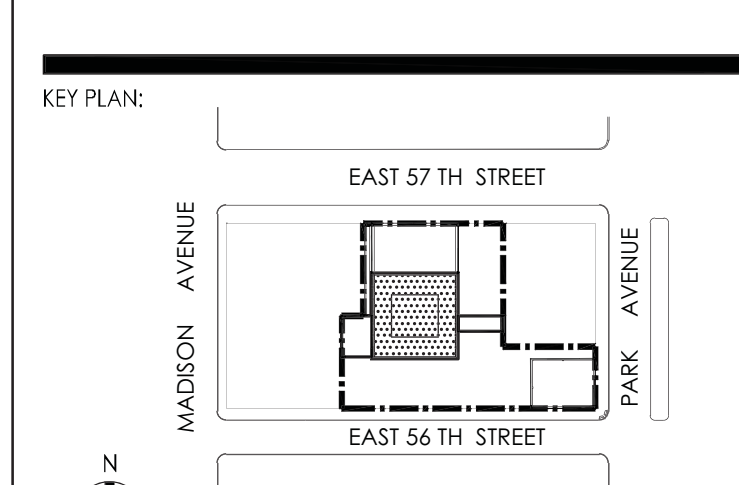 KEY PLAN:
EAST 57 TH STREET
MADISON AVENUE
PARK AVENUE
EAST 56 TH STREET
N